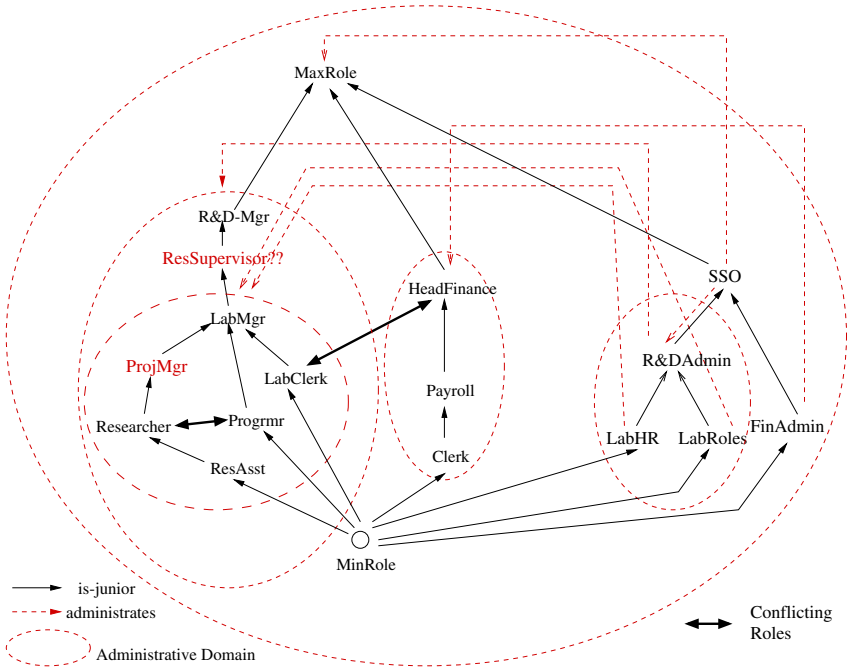 MaxRole
R&D-Mgr
ResSupervisor??
SSO
HeadFinance
LabMgr
R&DAdmin
ProjMgr
LabClerk
Payroll
Researcher
Progrmr
FinAdmin
LabHR
LabRoles
Clerk
ResAsst
MinRole
is-junior
administrates
Administrative Domain
Conflicting
Roles